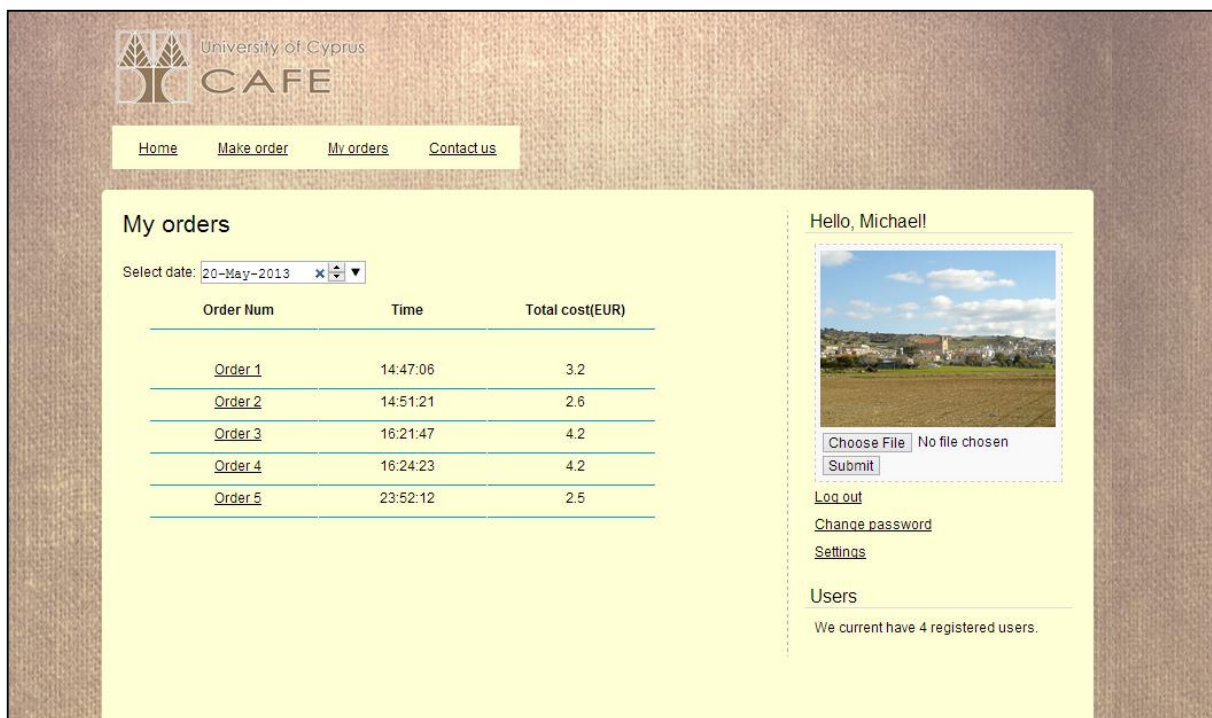 University of Cyprus
CAFE
Home Make order My orders Contact us
My orders
Select date: 20-May-2013
Order Num Time Total cost(EUR)
Order 1 14:47:06 3.2
Order 2 14:51:21 2.6
Order 3 16:21:47 4.2
Order 4 16:24:23 4.2
Order 5 23:52:12 2.5
Hello, Michael!
Choose File No file chosen
Submit
Log out
Change password
Settings
Users
We current have 4 registered users.